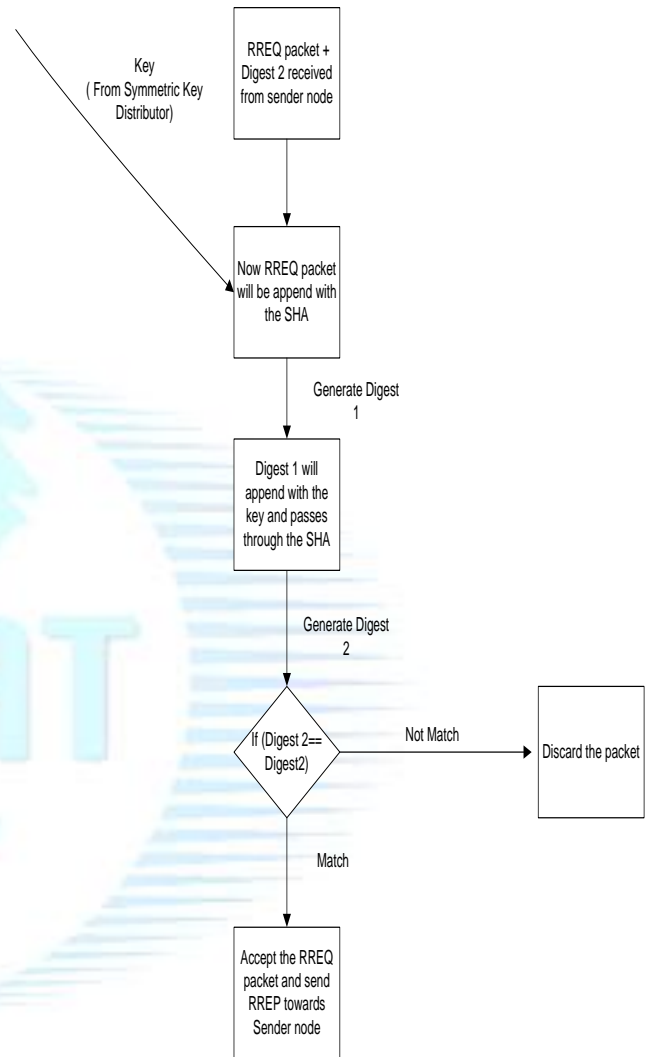 RREQ packet +
Digest 2 received
from sender node
Key
( From Symmetric Key
Distributor)
Now RREQ packet
will be append with
the SHA
Generate Digest
1
Digest 1 will
append with the
key and passes
through the SHA
Generate Digest
2
If (Digest 2==
Digest2)
Not Match
Discard the packet
Match
Accept the RREQ
packet and send
RREP towards
Sender node